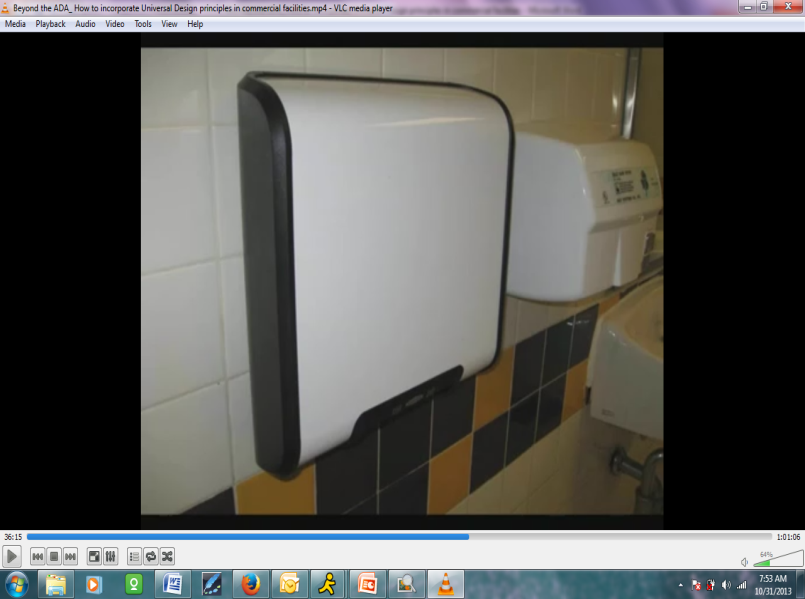 Beyond the ADA_ How to incorporate Universal Design principles in commercial facilities.mp4 - VLC media player
Media Playback Audio Video Tools View Help
36:15
1:01:06
64%
7:53 AM
10/31/2013